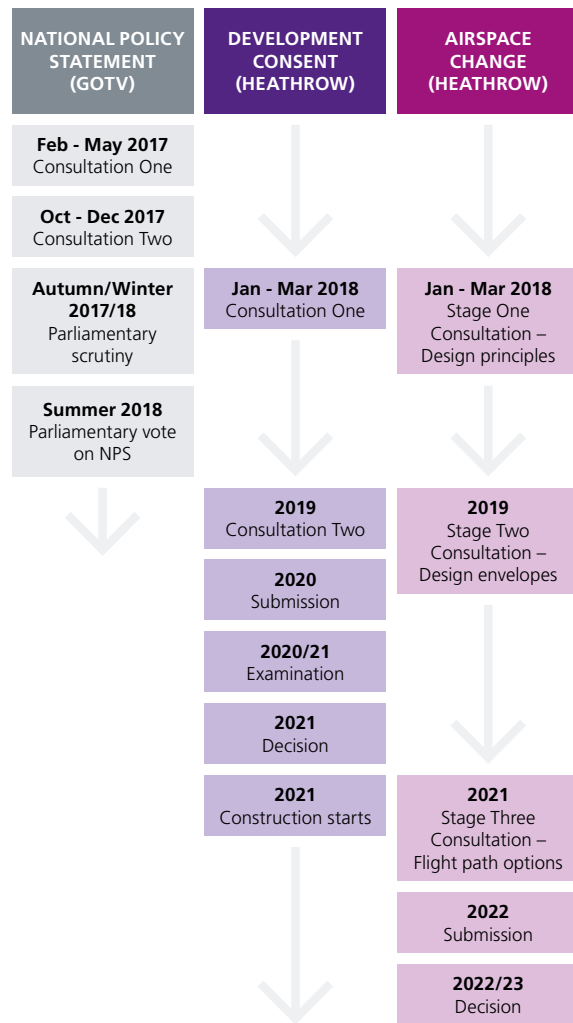 NATIONAL POLICY
STATEMENT
(GOTV)
Feb - May 2017
Consultation One
Oct - Dec 2017
Consultation Two
Autumn/Winter
2017/18
Parliamentary
scrutiny
Summer 2018
Parliamentary vote
on NPS
DEVELOPMENT
CONSENT
(HEATHROW)
Jan - Mar 2018
Consultation One
2019
Consultation Two
2020
Submission
2020/21
Examination
2021
Decision
2021
Construction starts
AIRSPACE
CHANGE
(HEATHROW)
Jan - Mar 2018
Stage One
Consultation –
Design principles
2019
Stage Two
Consultation –
Design envelopes
2021
Stage Three
Consultation –
Flight path options
2022
Submission
2022/23
Decision